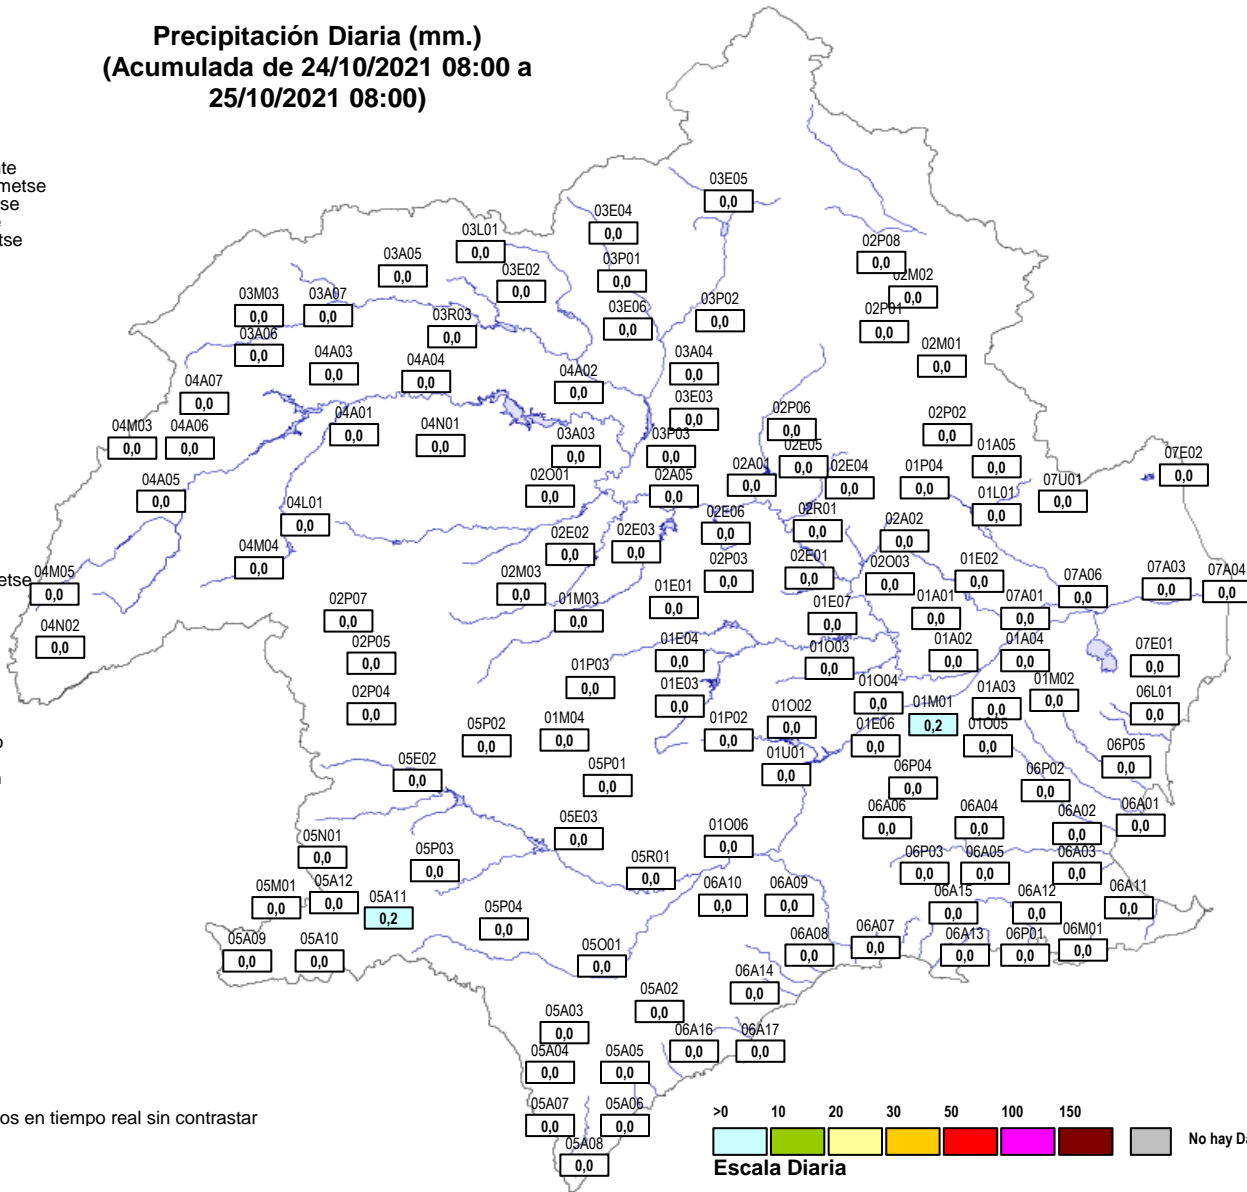 Precipitación Diaria (mm.)
(Acumulada de 24/10/2021 08:00 a
25/10/2021 08:00)
te
metse
se
tse
03E05
0,0
03E04
0,0
03L01
0,0
03P01
0,0
03A05
0,0
03E02
0,0
02P08
0,0
02M02
0,0
03M03
0,0
03A07
0,0
03R03
0,0
03E06
0,0
03P02
0,0
02P01
0,0
03A06
0,0
04A03
0,0
04A04
0,0
04A02
0,0
03A04
0,0
02M01
0,0
04A07
0,0
03E03
0,0
04M03
0,0
04A06
0,0
04A01
0,0
04N01
0,0
03A03
0,0
03P03
0,0
02P06
0,0
02E05
0,0
02P02
0,0
01A05
0,0
07E02
0,0
04A05
0,0
02O01
0,0
02A05
0,0
02A01
0,0
02E04
0,0
01P04
0,0
01L01
0,0
07U01
0,0
04L01
0,0
02E06
0,0
02R01
0,0
02A02
0,0
04M04
0,0
02E02
0,0
02E03
0,0
metse
04M05
0,0
02M03
0,0
02P03
0,0
02E01
0,0
02O03
0,0
01E02
0,0
07A06
0,0
07A03
0,0
07A04
0,0
02P07
0,0
01M03
0,0
01E01
0,0
01E07
0,0
01A01
0,0
07A01
0,0
04N02
0,0
02P05
0,0
01E04
0,0
01O03
0,0
01A02
0,0
01A04
0,0
07E01
0,0
01P03
0,0
01E03
0,0
01O04
0,0
01M01
0,2
01A03
0,0
01M02
0,0
06L01
0,0
02P04
0,0
05P02
0,0
01M04
0,0
01P02
0,0
01O02
0,0
01E06
0,0
01O05
0,0
05E02
0,0
05P01
0,0
01U01
0,0
06P04
0,0
06P02
0,0
06P05
0,0
05E03
0,0
01O06
0,0
06A06
0,0
06A04
0,0
06A02
0,0
06A01
0,0
05N01
0,0
05P03
0,0
05R01
0,0
06P03
0,0
06A05
0,0
06A03
0,0
05M01
0,0
05A12
0,0
05A11
0,2
05P04
0,0
06A10
0,0
06A09
0,0
06A15
0,0
06A12
0,0
06A11
0,0
05A09
0,0
05A10
0,0
05O01
0,0
06A08
0,0
06A07
0,0
06A13
0,0
06P01
0,0
06M01
0,0
05A02
0,0
06A14
0,0
05A03
0,0
06A16
0,0
06A17
0,0
05A04
0,0
05A05
0,0
05A07
0,0
05A06
0,0
05A08
0,0
os en tiempo real sin contrastar
>0 10 20 30 50 100 150
No hay Da
Escala Diaria